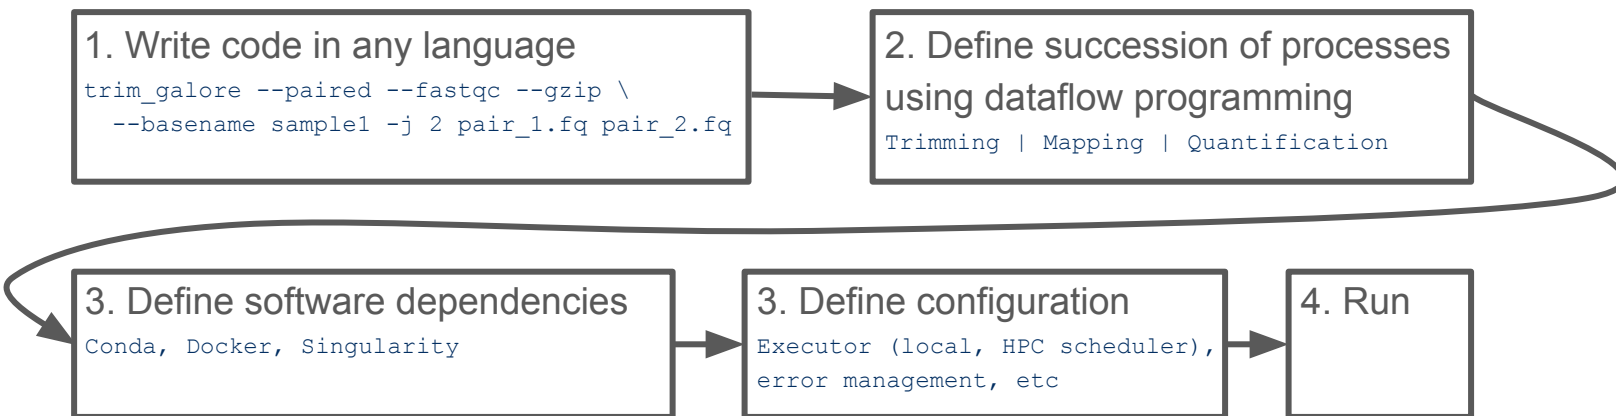 1. Write code in any language
trim_galore --paired --fastqc --gzip \
--basename sample1 -j 2 pair_1.fq pair_2.fq
2. Define succession of processes
using dataflow programming
Trimming | Mapping | Quantification
3. Define software dependencies
Conda, Docker, Singularity
3. Define configuration
Executor (local, HPC scheduler),
error management, etc
4. Run